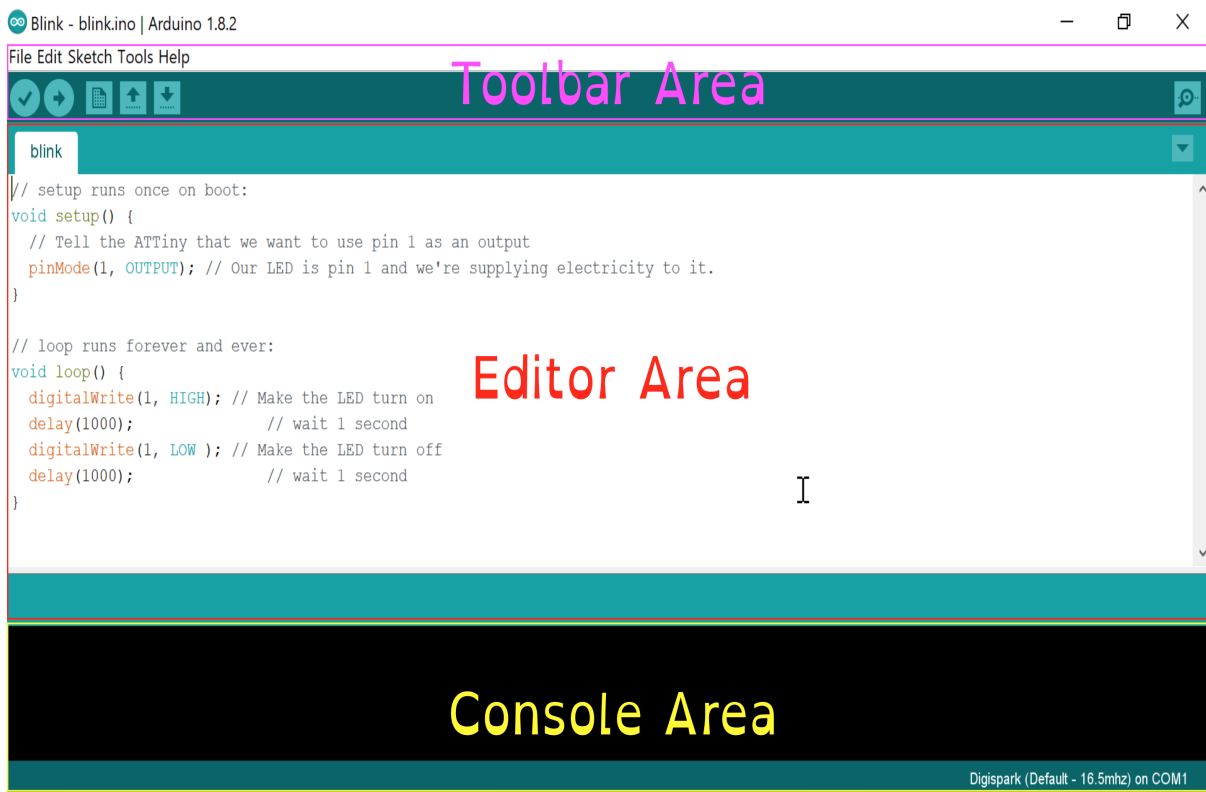 Blink - blink.ino | Arduino 1.8.2
File Edit Sketch Tools Help
Toolbar Area
blink
// setup runs once on boot:
void setup() {
  // Tell the ATTiny that we want to use pin 1 as an output
  pinMode(1, OUTPUT); // Our LED is pin 1 and we're supplying electricity to it.
}
// loop runs forever and ever:
void loop() {
  digitalWrite(1, HIGH); // Make the LED turn on
  delay(1000);               // wait 1 second
  digitalWrite(1, LOW ); // Make the LED turn off
  delay(1000);               // wait 1 second
}
Editor Area
Console Area
Digispark (Default - 16.5mhz) on COM1